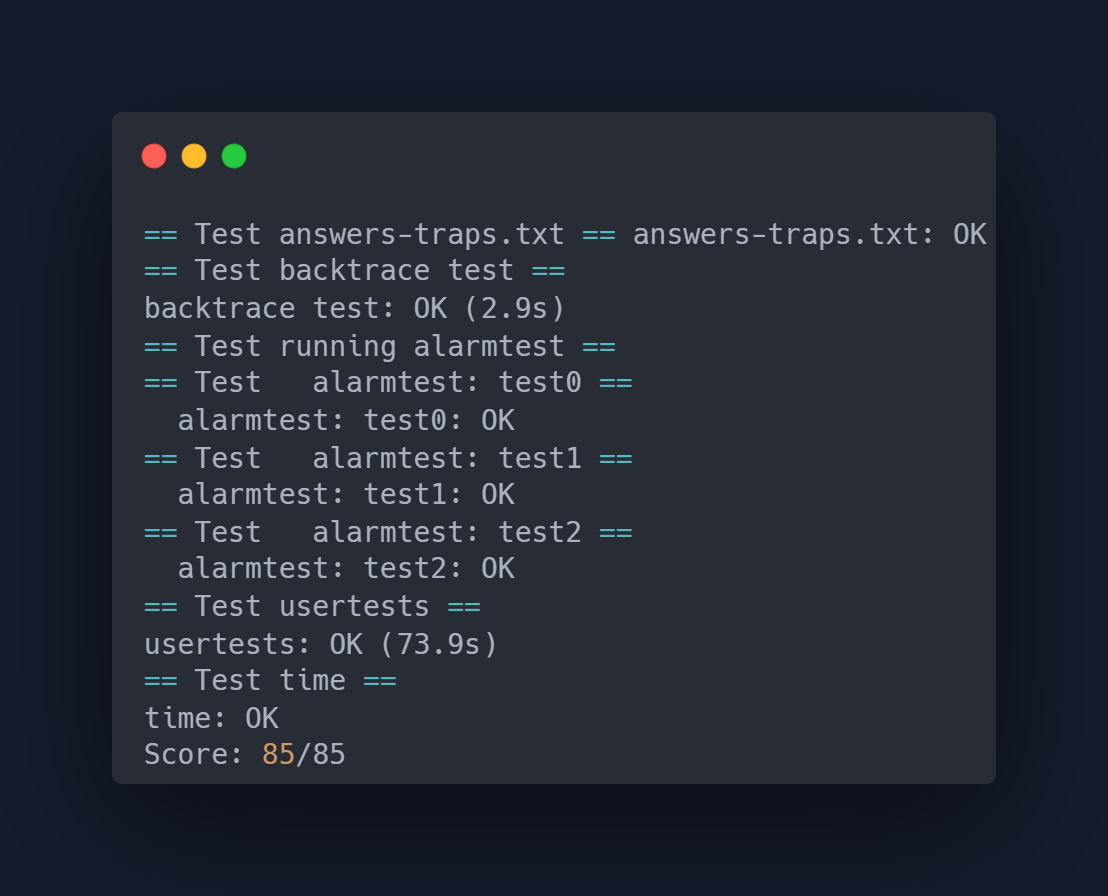 == Test answers-traps.txt == answers-traps.txt: OK
== Test backtrace test ==
backtrace test: OK (2.9s)
== Test running alarmtest ==
== Test   alarmtest: test0 ==
  alarmtest: test0: OK
== Test   alarmtest: test1 ==
  alarmtest: test1: OK
== Test   alarmtest: test2 ==
  alarmtest: test2: OK
== Test usertests ==
usertests: OK (73.9s)
== Test time ==
time: OK
Score: 85/85